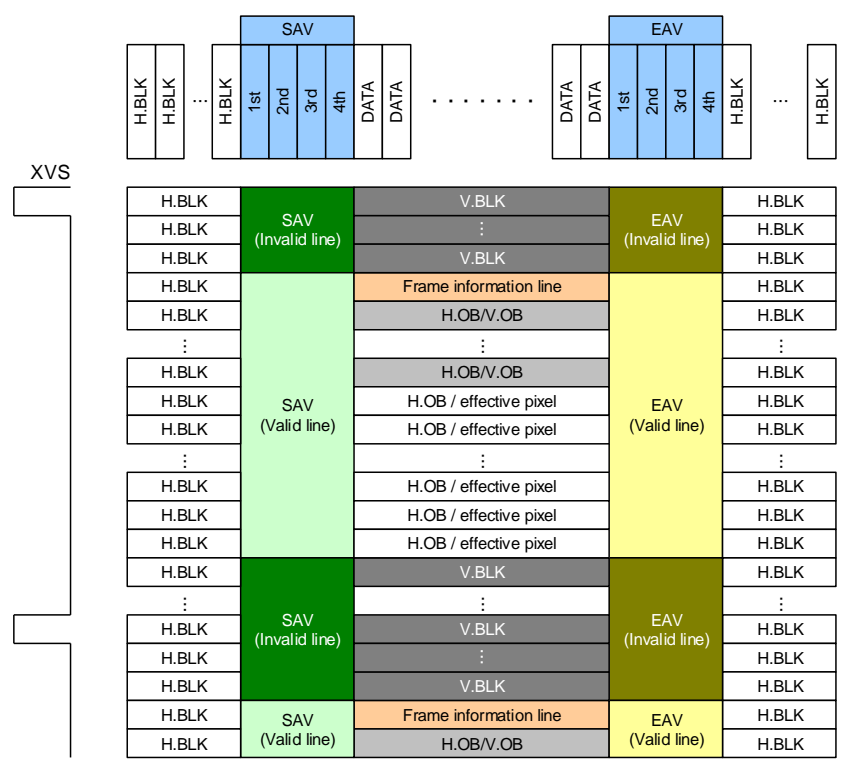 SAV EAV
H.BLK H.BLK ... H.BLK 1st 2nd 3rd 4th DATA DATA . . . . . . . DATA DATA 1st 2nd 3rd 4th H.BLK ... H.BLK
XVS
H.BLK V.BLK H.BLK
H.BLK SAV ⋮ EAV H.BLK
(Invalid line) (Invalid line)
H.BLK V.BLK H.BLK
H.BLK Frame information line H.BLK
H.BLK H.OB/V.OB H.BLK
⋮ ⋮ ⋮
H.BLK H.OB/V.OB H.BLK
H.BLK SAV H.OB / effective pixel EAV H.BLK
H.BLK (Valid line) H.OB / effective pixel (Valid line) H.BLK
⋮ ⋮ ⋮
H.BLK H.OB / effective pixel H.BLK
H.BLK H.OB / effective pixel H.BLK
H.BLK H.OB / effective pixel H.BLK
H.BLK V.BLK H.BLK
⋮ SAV ⋮ EAV ⋮
H.BLK (Invalid line) V.BLK (Invalid line) H.BLK
H.BLK ⋮ H.BLK
H.BLK V.BLK H.BLK
H.BLK SAV Frame information line EAV H.BLK
H.BLK (Valid line) H.OB/V.OB (Valid line) H.BLK